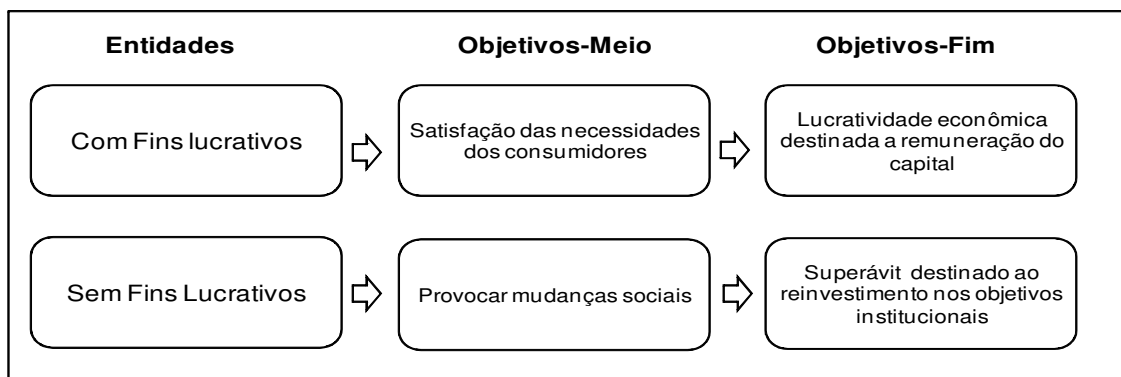 Entidades
Objetivos-Meio
Objetivos-Fim
Com Fins lucrativos
Satisfação das necessidades
dos consumidores
Lucratividade econômica
destinada a remuneração do
capital
Sem Fins Lucrativos
Provocar mudanças sociais
Superávit destinado ao
reinvestimento nos objetivos
institucionais